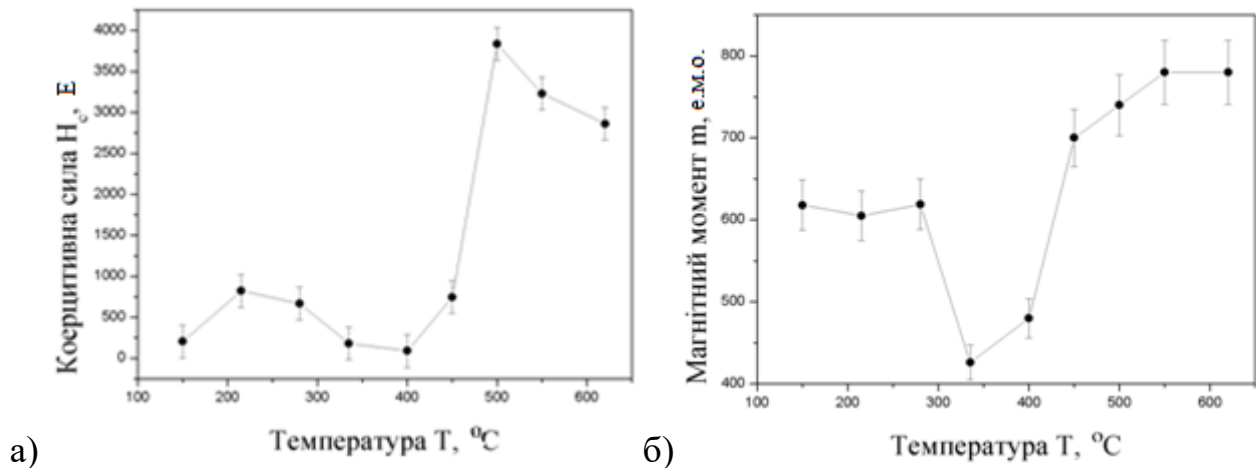 Коерцитивна сила Hc, E
4000
3500
3000
2500
2000
1500
1000
500
0
100 200 300 400 500 600
Температура T, °C
а)
Магнітний момент m, е.м.о.
800
700
600
500
400
100 200 300 400 500 600
Температура T, °C
б)